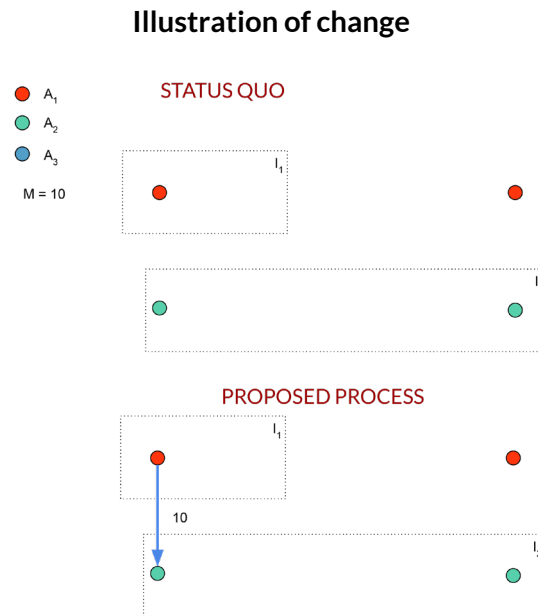 Illustration of change
STATUS QUO
A₁
A₂
A₃
M = 10
I₁
I
PROPOSED PROCESS
I₁
10
I